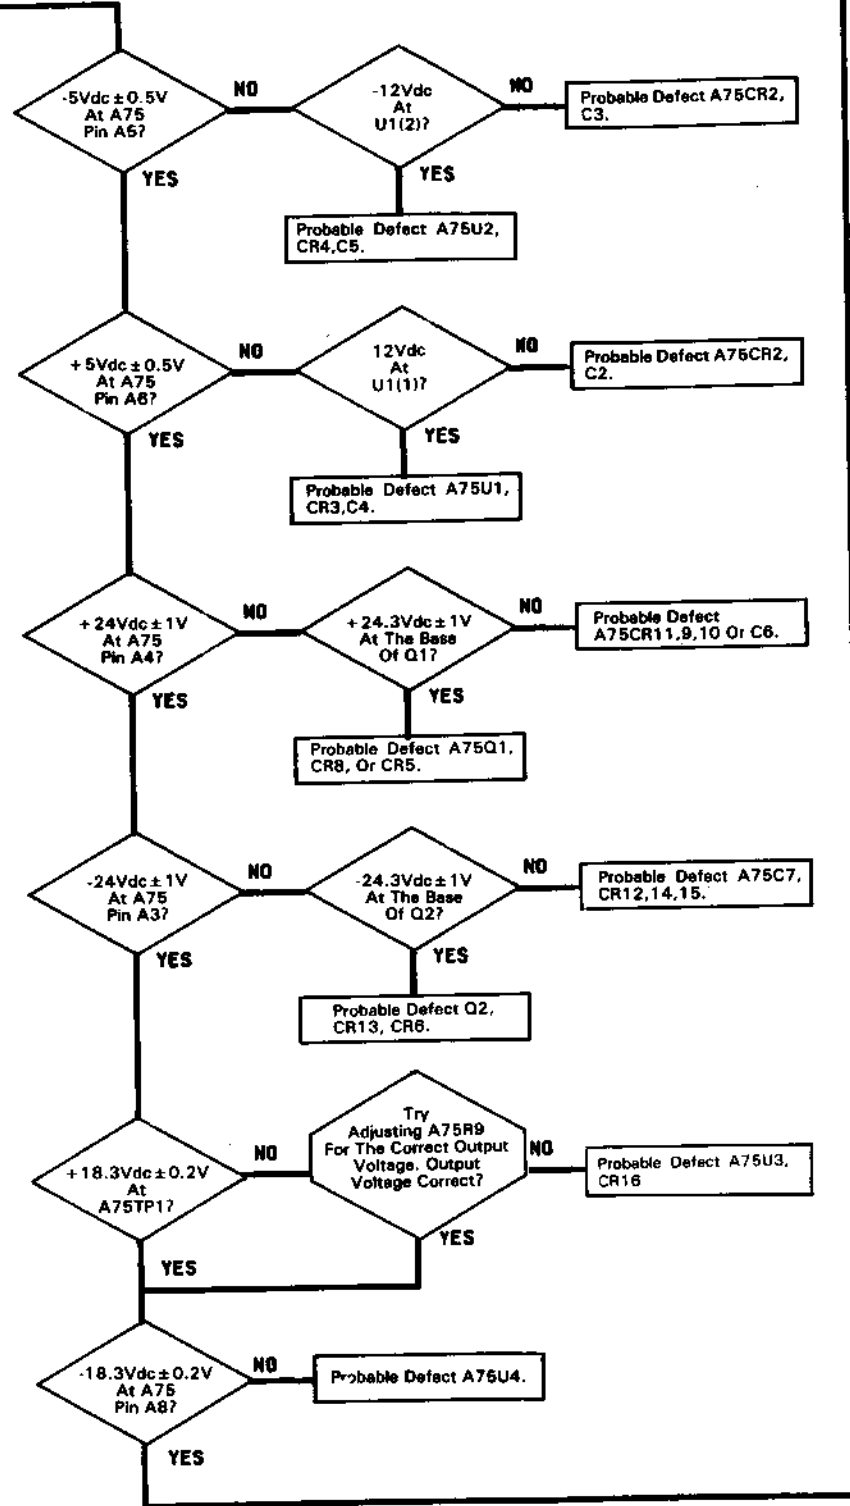 -5Vdc ± 0.5V
At A75
Pin A5?
NO
-12Vdc
At
U1(2)?
NO
Probable Defect A75CR2,
C3.
YES
YES
Probable Defect A75U2,
CR4,C5.
+5Vdc ± 0.5V
At A75
Pin A6?
NO
12Vdc
At
U1(1)?
NO
Probable Defect A75CR2,
C2.
YES
YES
Probable Defect A75U1,
CR3,C4.
+24Vdc ± 1V
At A75
Pin A4?
NO
+24.3Vdc ± 1V
At The Base
Of Q1?
NO
Probable Defect
A75CR11,9,10 Or C6.
YES
YES
Probable Defect A75Q1,
CR8, Or CR5.
-24Vdc ± 1V
At A75
Pin A3?
NO
-24.3Vdc ± 1V
At The Base
Of Q2?
NO
Probable Defect A75C7,
CR12,14,15.
YES
YES
Probable Defect Q2,
CR13, CR6.
+18.3Vdc ± 0.2V
At
A75TP1?
NO
Try
Adjusting A75R9
For The Correct Output
Voltage. Output
Voltage Correct?
NO
Probable Defect A75U3,
CR16
YES
YES
-18.3Vdc ± 0.2V
At A75
Pin A8?
NO
Probable Defect A75U4.
YES